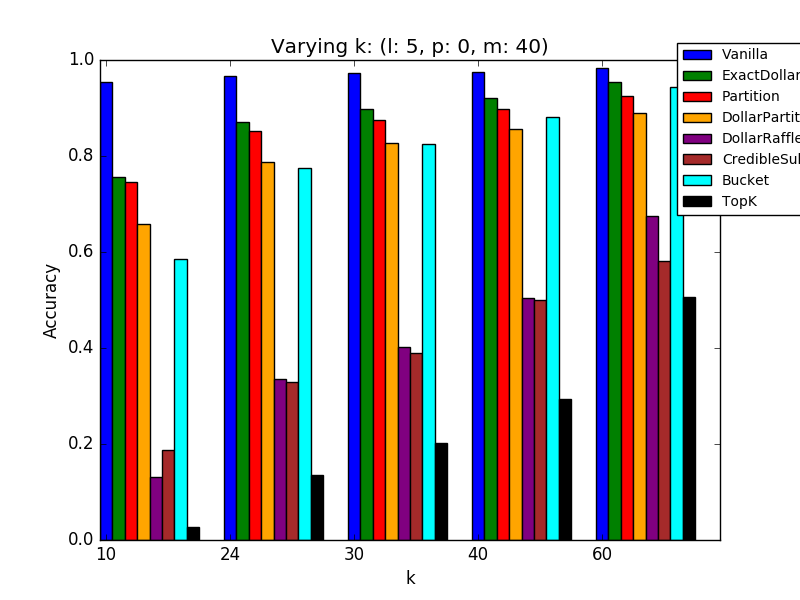 Varying k: (l: 5, p: 0, m: 40)
Vanilla
ExactDollar
Partition
DollarPartit
DollarRaffle
CredibleSu
Bucket
TopK
1.0
0.8
0.6
0.4
0.2
0.0
Accuracy
10 24 30 40 60
k